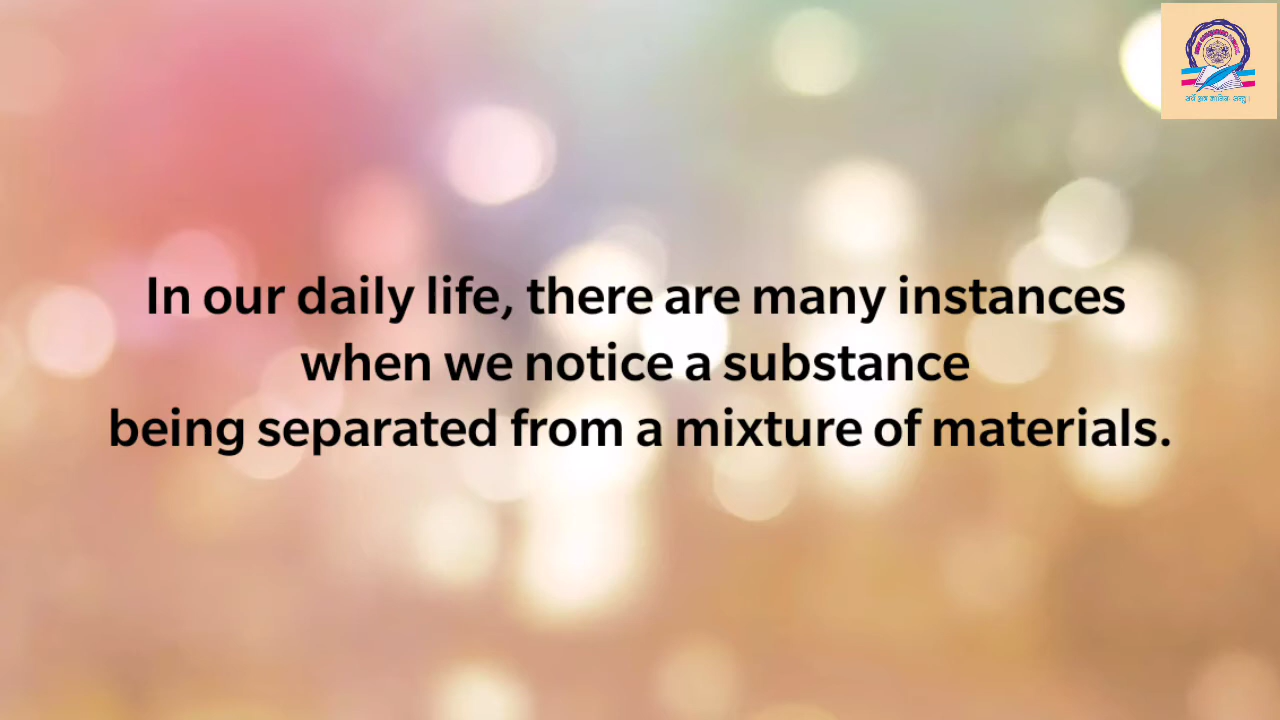 In our daily life, there are many instances
when we notice a substance
being separated from a mixture of materials.